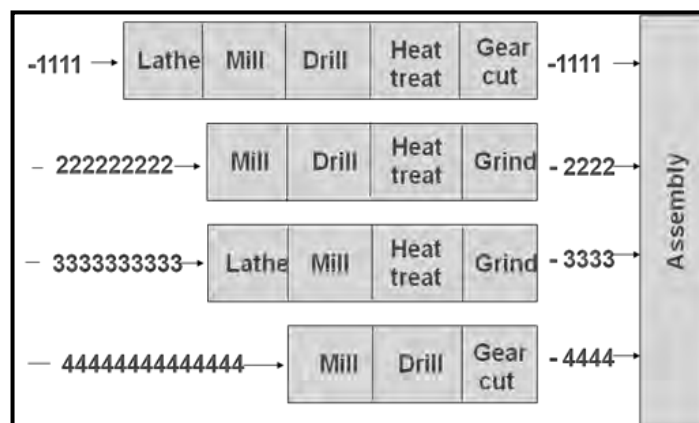 -1111 Lathe Mill Drill Heat treat Gear cut -1111
— 222222222 Mill Drill Heat treat Grind - 2222
— 3333333333 Lathe Mill Heat treat Grind - 3333
— 44444444444444 Mill Drill Gear cut - 4444
Assembly